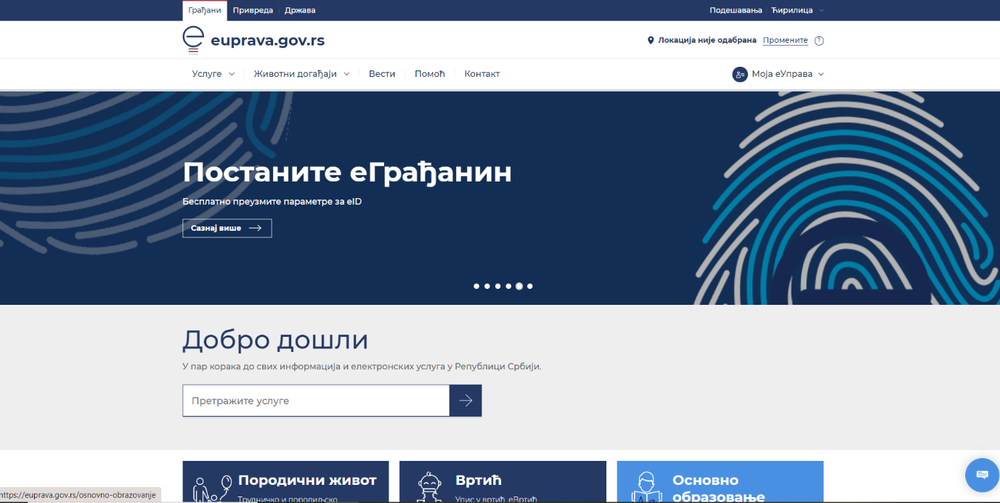 Грађани Привреда Држава
Подешавања Ћирилица
euprava.gov.rs
Локација није одабрана Промените ?
Услуге Животни догађаји Вести Помоћ Контакт
Моја еУправа
Постаните еГрађанин
Бесплатно преузмите параметре за eID
Сазнај више
Добро дошли
У пар корака до свих информација и електронских услуга у Републици Србији.
Претражите услуге
Породични живот
Трудничко и породиљско
Вртић
Упис у вртић, еВртић
Основно
образовање
https://euprava.gov.rs/osnovno-obrazovanje